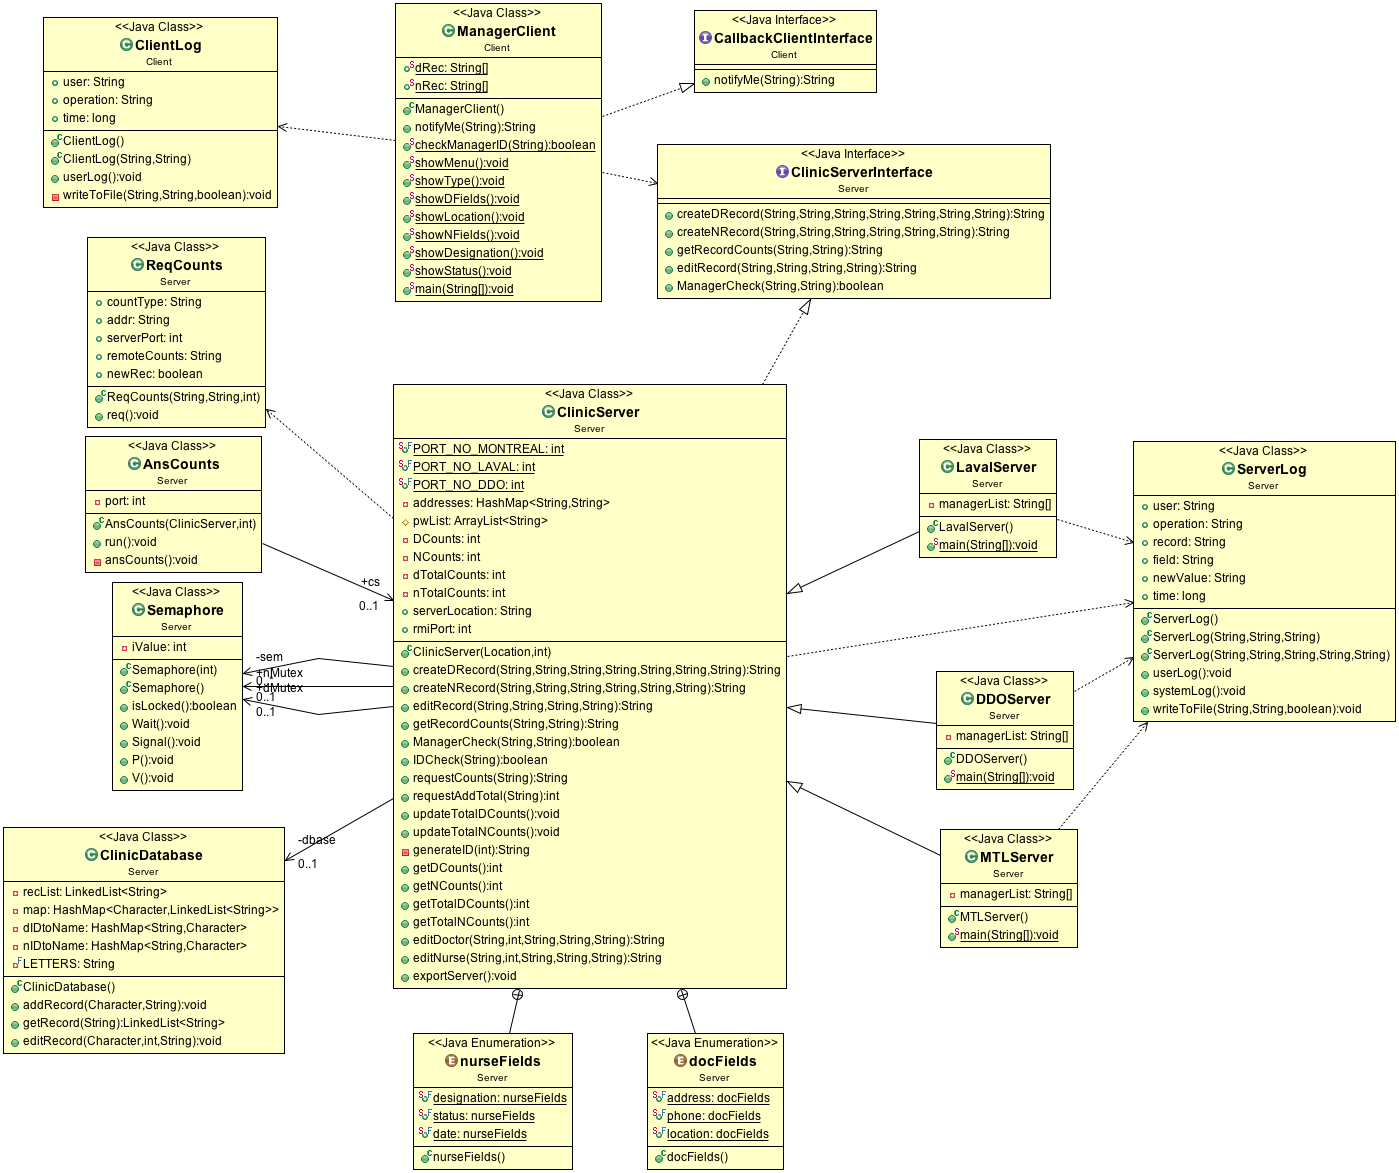 <<Java Class>>
ClientLog
Client
user: String
operation: String
time: long
ClientLog()
ClientLog(String,String)
userLog():void
writeToFile(String,String,boolean):void
<<Java Class>>
ManagerClient
Client
dRec: String[]
nRec: String[]
ManagerClient()
notifyMe(String):String
checkManagerID(String):boolean
showMenu():void
showType():void
showDFields():void
showLocation():void
showNFields():void
showDesignation():void
showStatus():void
main(String[]):void
<<Java Interface>>
CallbackClientInterface
Client
notifyMe(String):String
<<Java Interface>>
ClinicServerInterface
Server
createDRecord(String,String,String,String,String,String,String):String
createNRecord(String,String,String,String,String,String):String
getRecordCounts(String,String):String
editRecord(String,String,String,String):String
ManagerCheck(String,String):boolean
<<Java Class>>
ReqCounts
Server
countType: String
addr: String
serverPort: int
remoteCounts: String
newRec: boolean
ReqCounts(String,String,int)
req():void
<<Java Class>>
AnsCounts
Server
port: int
AnsCounts(ClinicServer,int)
run():void
ansCounts():void
+cs
0..1
<<Java Class>>
Semaphore
Server
iValue: int
Semaphore(int)
Semaphore()
isLocked():boolean
Wait():void
Signal():void
P():void
V():void
-sem
+nMutex
+dMutex
0..1
0..1
<<Java Class>>
ClinicServer
Server
PORT_NO_MONTREAL: int
PORT_NO_LAVAL: int
PORT_NO_DDO: int
addresses: HashMap<String,String>
pwList: ArrayList<String>
DCounts: int
NCounts: int
dTotalCounts: int
nTotalCounts: int
serverLocation: String
rmiPort: int
ClinicServer(Location,int)
createDRecord(String,String,String,String,String,String,String,String):String
createNRecord(String,String,String,String,String,String,String):String
editRecord(String,String,String,String):String
getRecordCounts(String,String):String
ManagerCheck(String,String):boolean
IDCheck(String):boolean
requestCounts(String):String
requestAddTotal(String):int
updateTotalDCounts():void
updateTotalNCounts():void
generateID(int):String
getDCounts():int
getNCounts():int
getTotalDCounts():int
getTotalNCounts():int
editDoctor(String,int,String,String,String):String
editNurse(String,int,String,String,String):String
exportServer():void
<<Java Class>>
LavalServer
Server
managerList: String[]
LavalServer()
main(String[]):void
<<Java Class>>
ServerLog
Server
user: String
operation: String
record: String
field: String
newValue: String
time: long
ServerLog()
ServerLog(String,String,String)
ServerLog(String,String,String,String,String)
userLog():void
systemLog():void
writeToFile(String,String,boolean):void
<<Java Class>>
DDOServer
Server
managerList: String[]
DDOServer()
main(String[]):void
<<Java Class>>
MTLServer
Server
managerList: String[]
MTLServer()
main(String[]):void
-dbase
0..1
<<Java Class>>
ClinicDatabase
Server
recList: LinkedList<String>
map: HashMap<Character,LinkedList<String>>
dIDtoName: HashMap<String,Character>
nIDtoName: HashMap<String,Character>
LETTERS: String
ClinicDatabase()
addRecord(Character,String):void
getRecord(String):LinkedList<String>
editRecord(Character,int,String):void
<<Java Enumeration>>
nurseFields
Server
designation: nurseFields
status: nurseFields
date: nurseFields
nurseFields()
<<Java Enumeration>>
docFields
Server
address: docFields
phone: docFields
location: docFields
docFields()